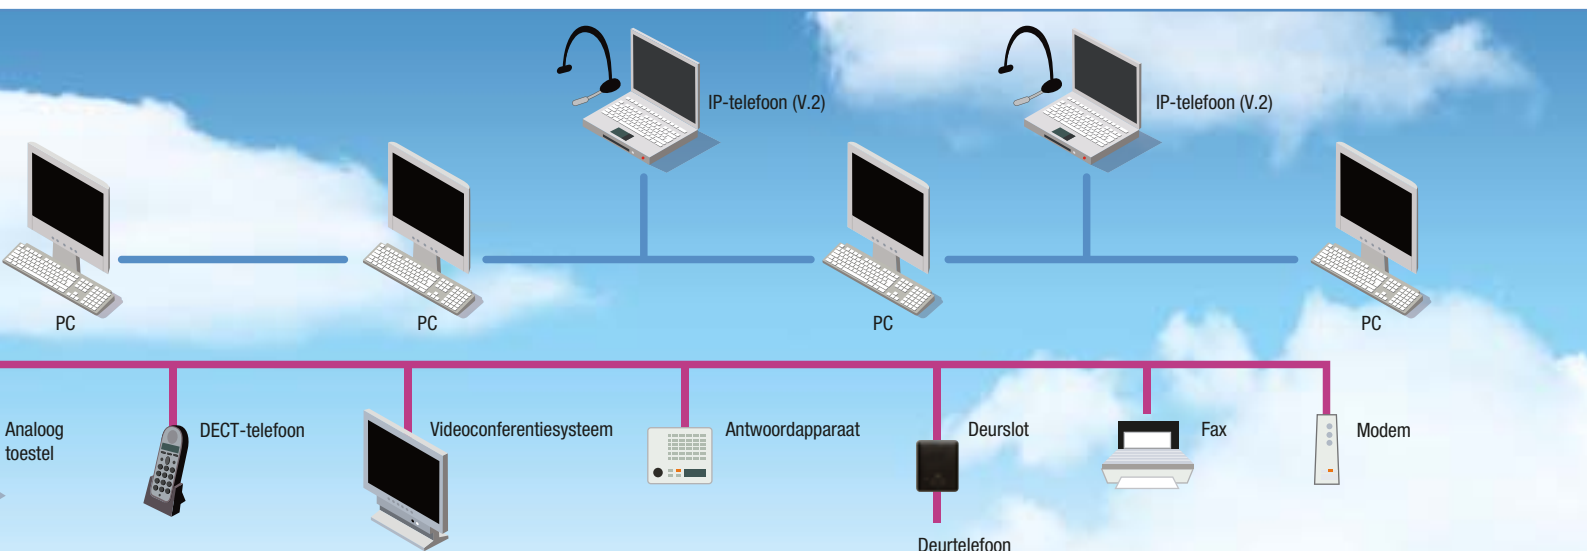 IP-telefoon (V.2)
IP-telefoon (V.2)
PC
PC
PC
PC
Analoog
toestel
DECT-telefoon
Videoconferentiesysteem
Antwoordapparaat
Deurslot
Fax
Modem
Deurtelefoon